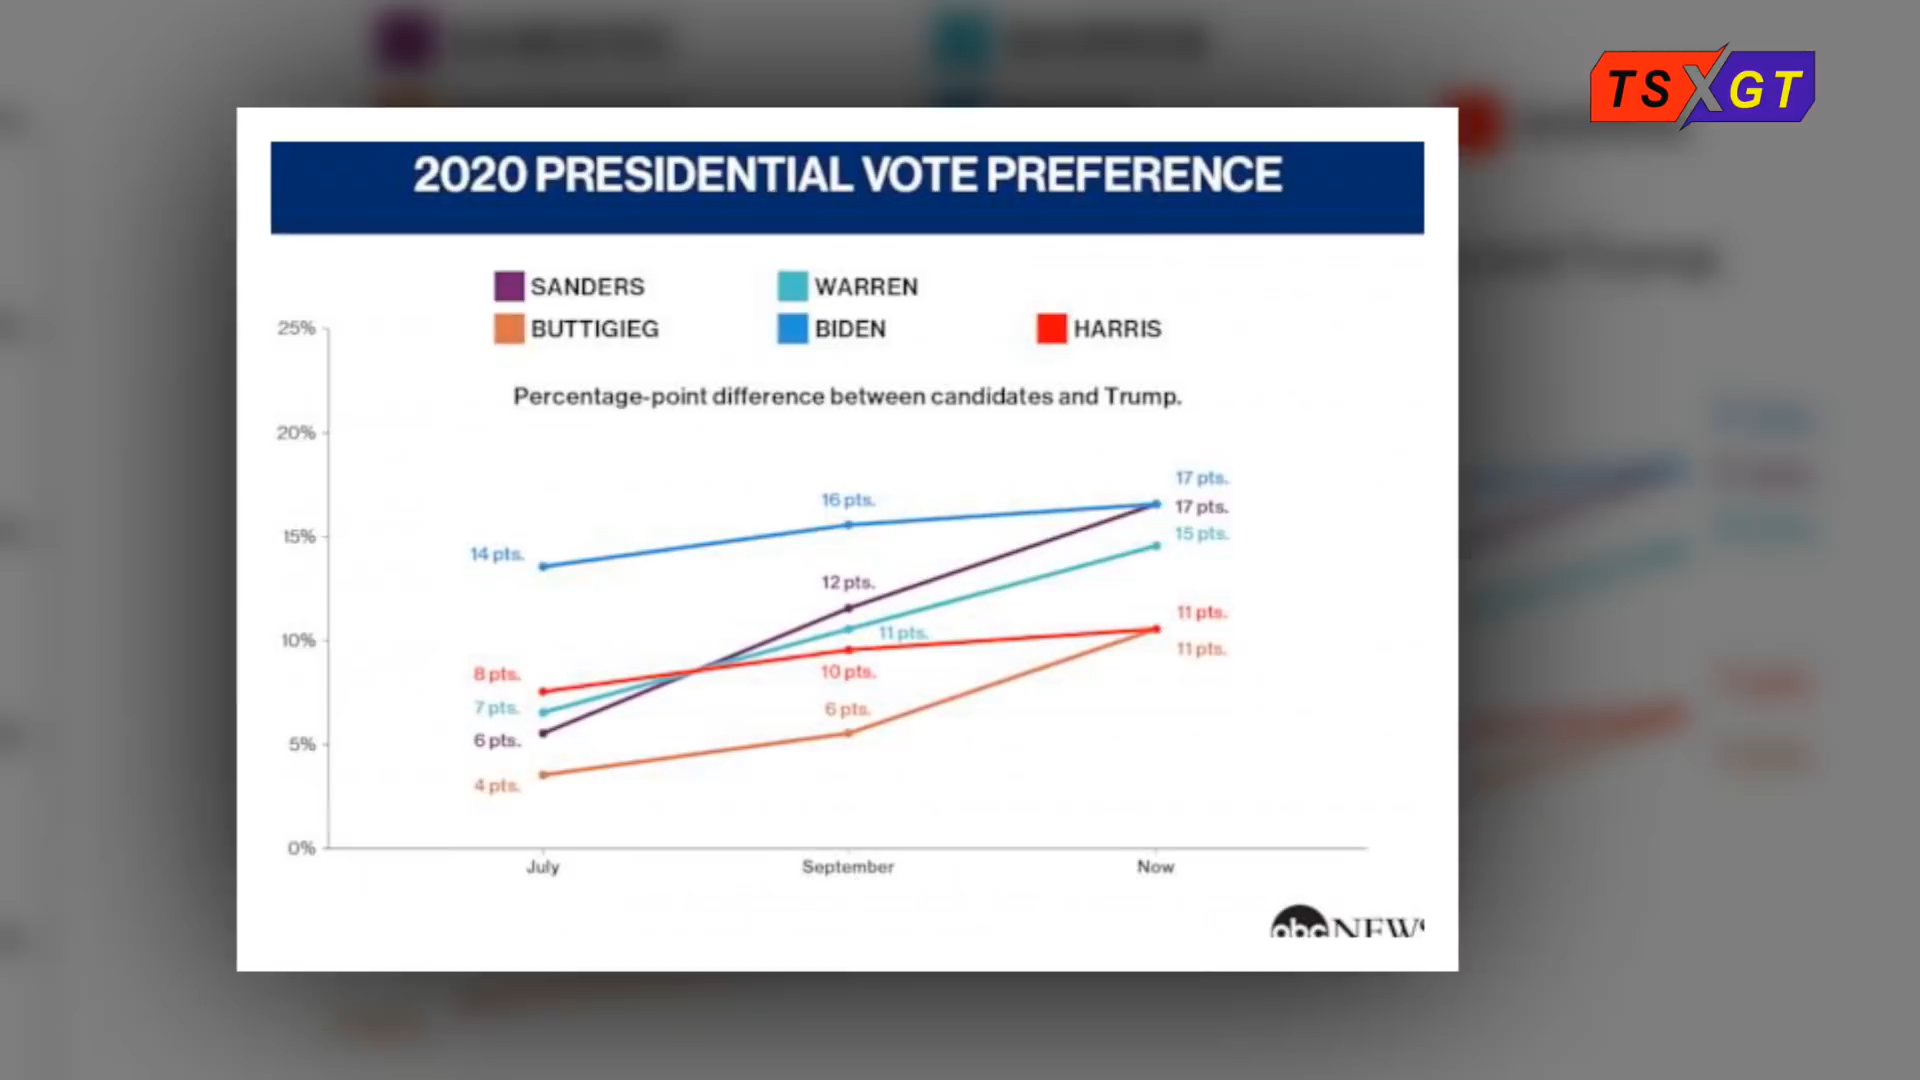 TSXGT
2020 PRESIDENTIAL VOTE PREFERENCE
SANDERS
WARREN
BUTTIGIEG
BIDEN
HARRIS
Percentage-point difference between candidates and Trump.
25%
20%
15%
10%
5%
0%
17 pts.
16 pts.
17 pts.
15 pts.
14 pts.
12 pts.
11 pts.
11 pts.
8 pts.
10 pts.
11 pts.
7 pts.
6 pts.
6 pts.
4 pts.
July
September
Now
abc NEWS